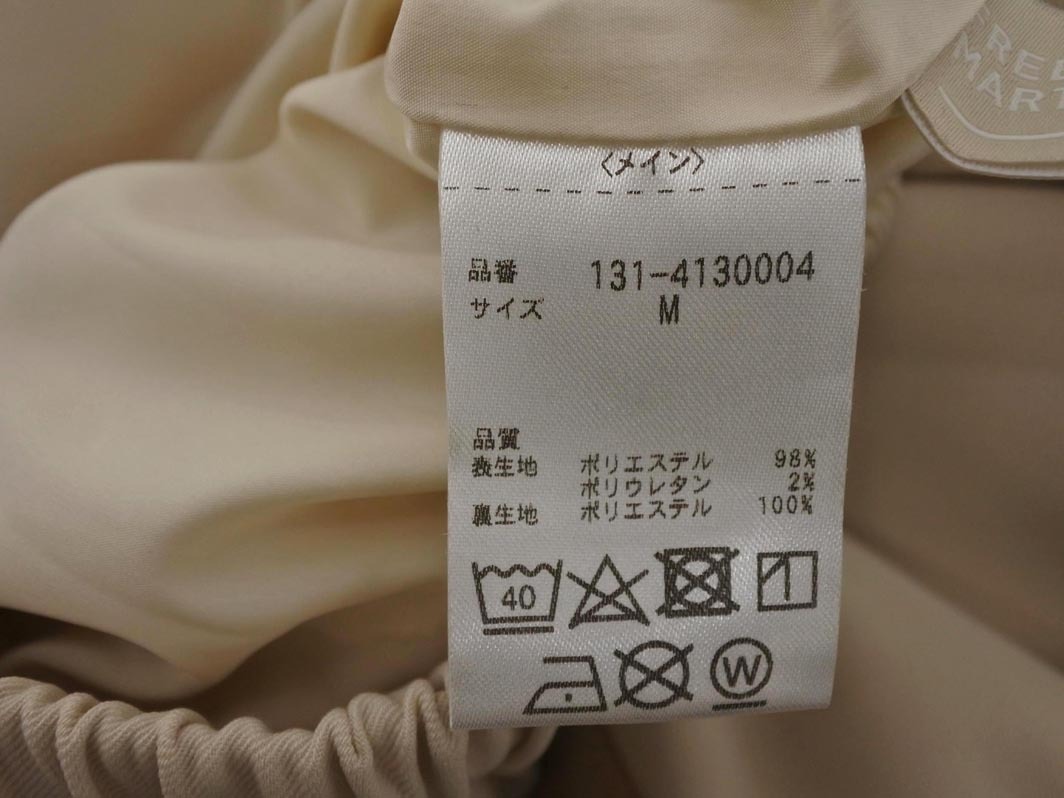 FREE
MART
〈メイン〉
品番 131-4130004
サイズ M
品質
表生地 ポリエステル 98%
ポリウレタン 2%
裏生地 ポリエステル 100%
40
W